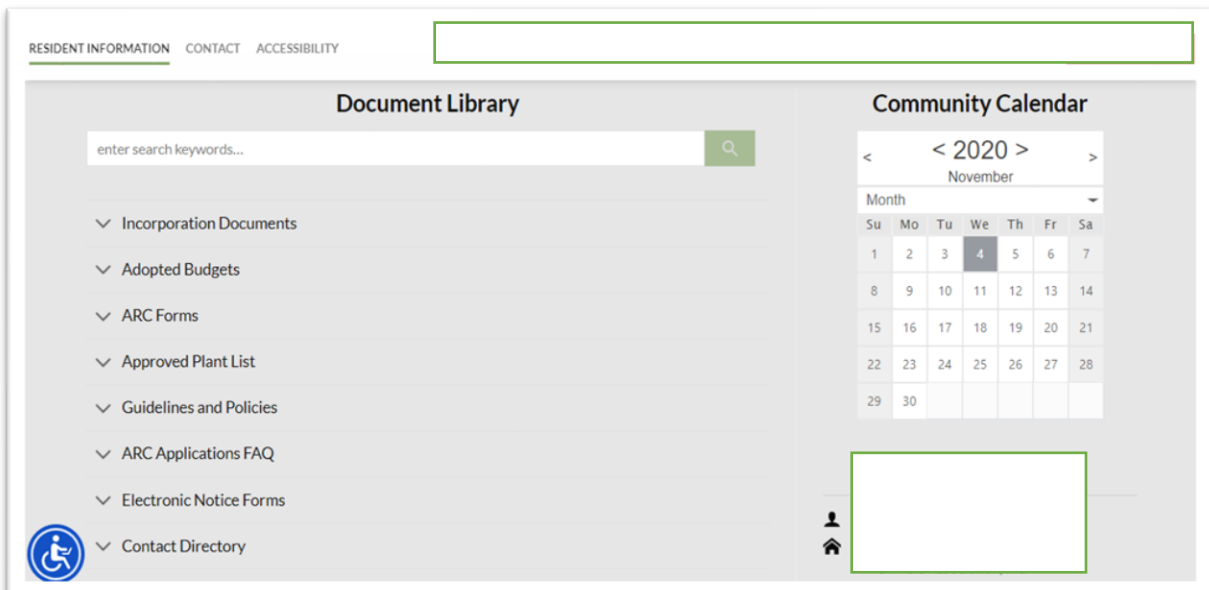 RESIDENT INFORMATION CONTACT ACCESSIBILITY
Document Library
enter search keywords...
Incorporation Documents
Adopted Budgets
ARC Forms
Approved Plant List
Guidelines and Policies
ARC Applications FAQ
Electronic Notice Forms
Contact Directory
Community Calendar
< < 2020 > >
November
Month
Su Mo Tu We Th Fr Sa
1 2 3 4 5 6 7
8 9 10 11 12 13 14
15 16 17 18 19 20 21
22 23 24 25 26 27 28
29 30